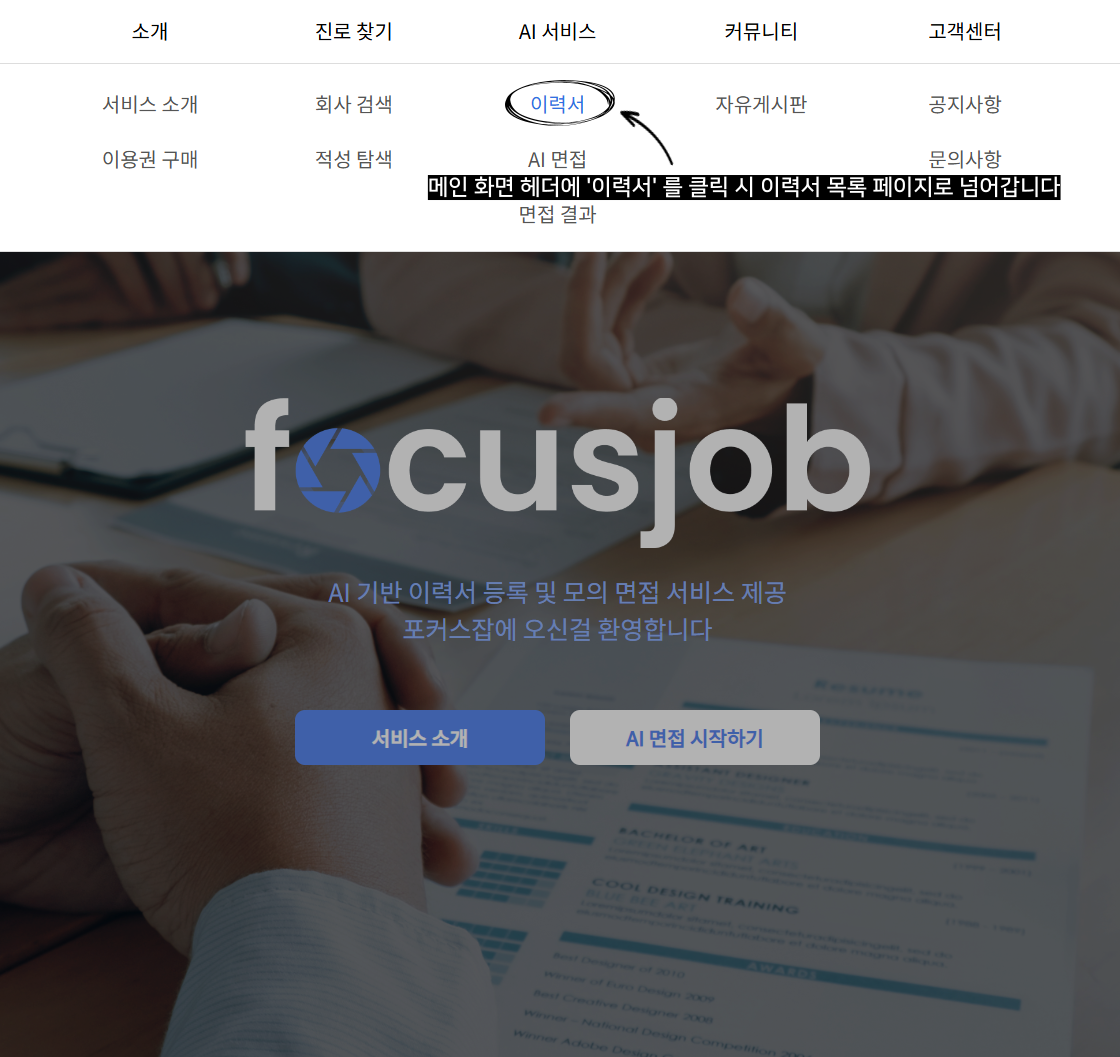 소개 진로 찾기 AI 서비스 커뮤니티 고객센터
서비스 소개 회사 검색 이력서 자유게시판 공지사항
이용권 구매 적성 탐색 AI 면접 문의사항
메인 화면 헤더에 '이력서' 를 클릭 시 이력서 목록 페이지로 넘어갑니다
면접 결과
focusjob
AI 기반 이력서 등록 및 모의 면접 서비스 제공
포커스잡에 오신걸 환영합니다
서비스 소개 AI 면접 시작하기
Resume
ASSISTANT DESIGNER
EDUCATION
BACHELOR OF ART
GREEN ELEPHANT ARTS
COOL DESIGN TRAINING
BLUE BEE ART
AWARDS
Best Designer of 2010
Winner of Euro Design 2009
Best Creative Designer 2008
Winner – National Design Competition
Winner Adobe Design